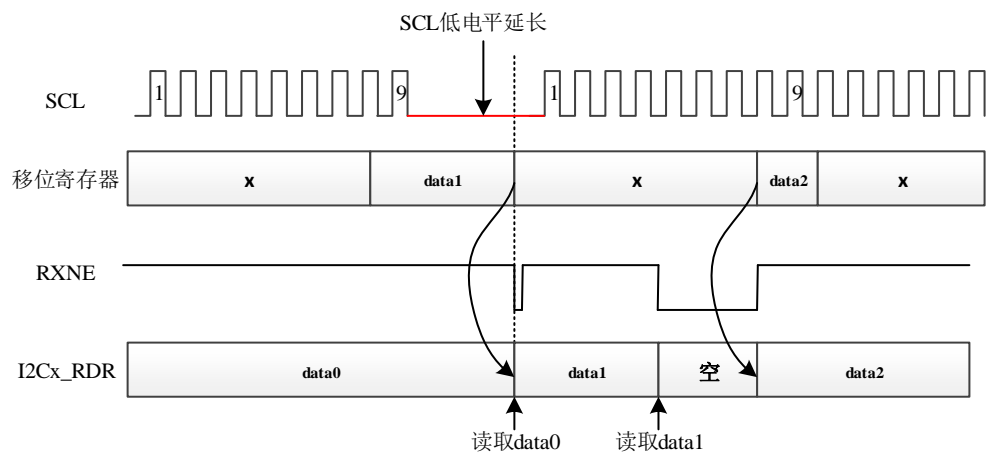 SCL低电平延长
SCL 1 9 1 9
移位寄存器 x data1 x data2 x
RXNE
I2Cx_RDR data0 data1 空 data2
读取data0 读取data1